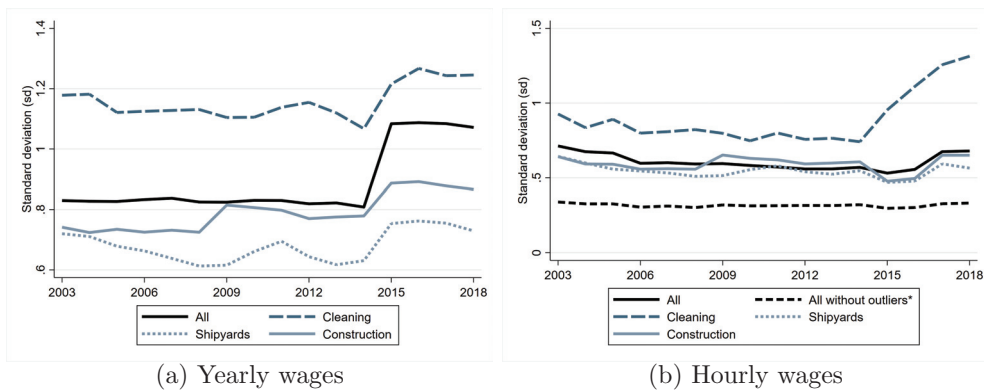 Standard deviation (sd)
1.4
1.2
1
.8
.6
2003 2006 2009 2012 2015 2018
All Cleaning
Shipyards Construction
(a) Yearly wages
Standard deviation (sd)
1.5
1
.5
0
2003 2006 2009 2012 2015 2018
All All without outliers*
Cleaning Shipyards
Construction
(b) Hourly wages